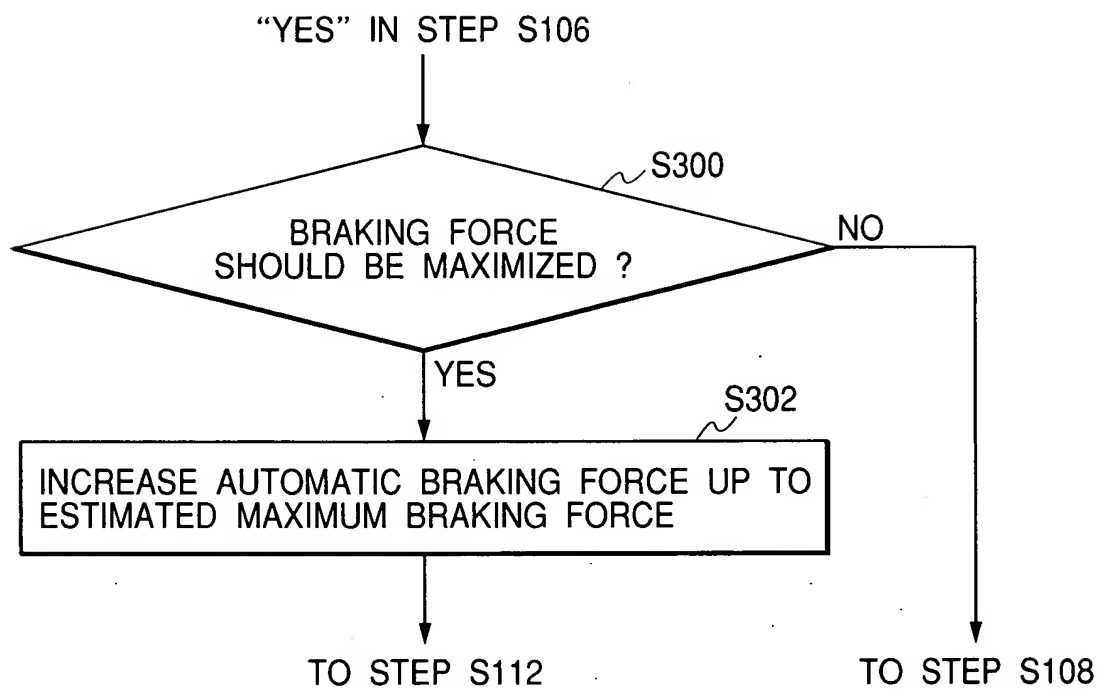 “YES” IN STEP S106
S300
BRAKING FORCE
SHOULD BE MAXIMIZED ?
NO
YES
S302
INCREASE AUTOMATIC BRAKING FORCE UP TO
ESTIMATED MAXIMUM BRAKING FORCE
TO STEP S112
TO STEP S108